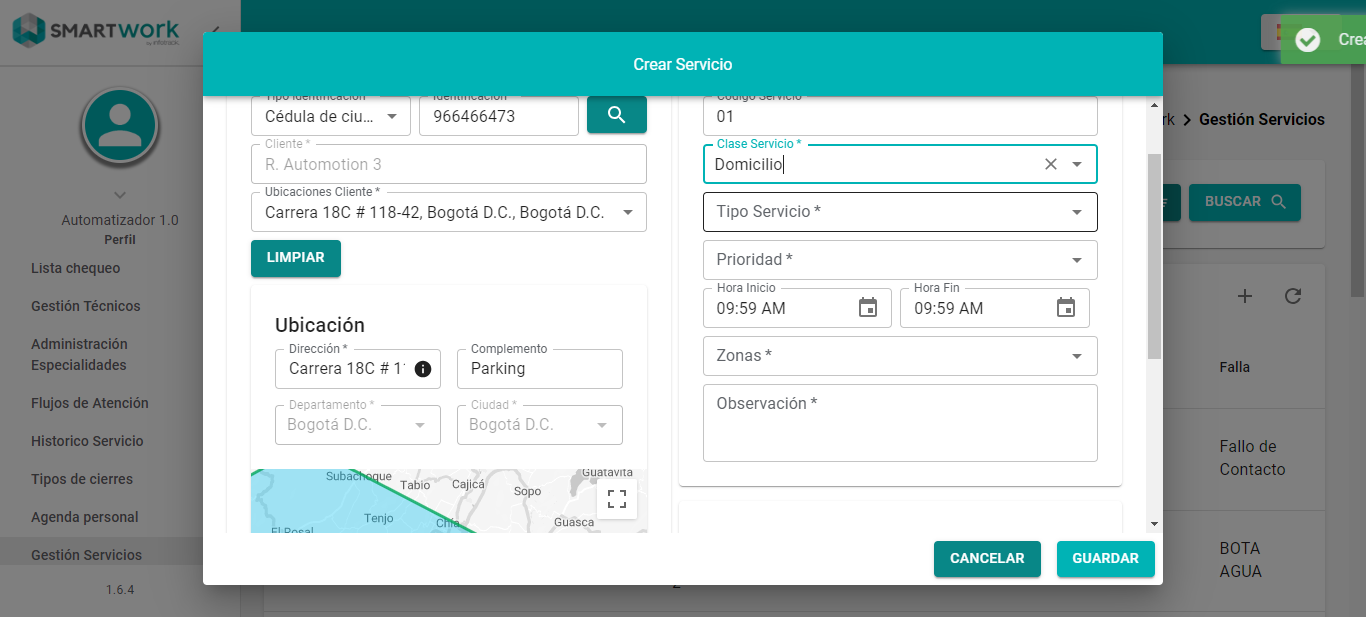 SMARTWORK
by infotrack
Crea
Crear Servicio
Tipo Identificación
Cédula de ciu...
Identificación
966466473
Cliente *
R. Automotion 3
Ubicaciones Cliente *
Carrera 18C # 118-42, Bogotá D.C., Bogotá D.C.
LIMPIAR
Ubicación
Dirección *
Carrera 18C # 1
Complemento
Parking
Departamento *
Bogotá D.C.
Ciudad *
Bogotá D.C.
Subachoque
Tabio
Cajicá
Sopo
Guatavita
Tenjo
Chía
Guasca
El Rosal
Código Servicio
01
Clase Servicio *
Domicilio
Tipo Servicio *
Prioridad *
Hora Inicio
09:59 AM
Hora Fin
09:59 AM
Zonas *
Observación *
CANCELAR
GUARDAR
Automatizador 1.0
Perfil
Lista chequeo
Gestión Técnicos
Administración
Especialidades
Flujos de Atención
Historico Servicio
Tipos de cierres
Agenda personal
Gestión Servicios
1.6.4
rk > Gestión Servicios
BUSCAR
Falla
Fallo de
Contacto
BOTA
AGUA